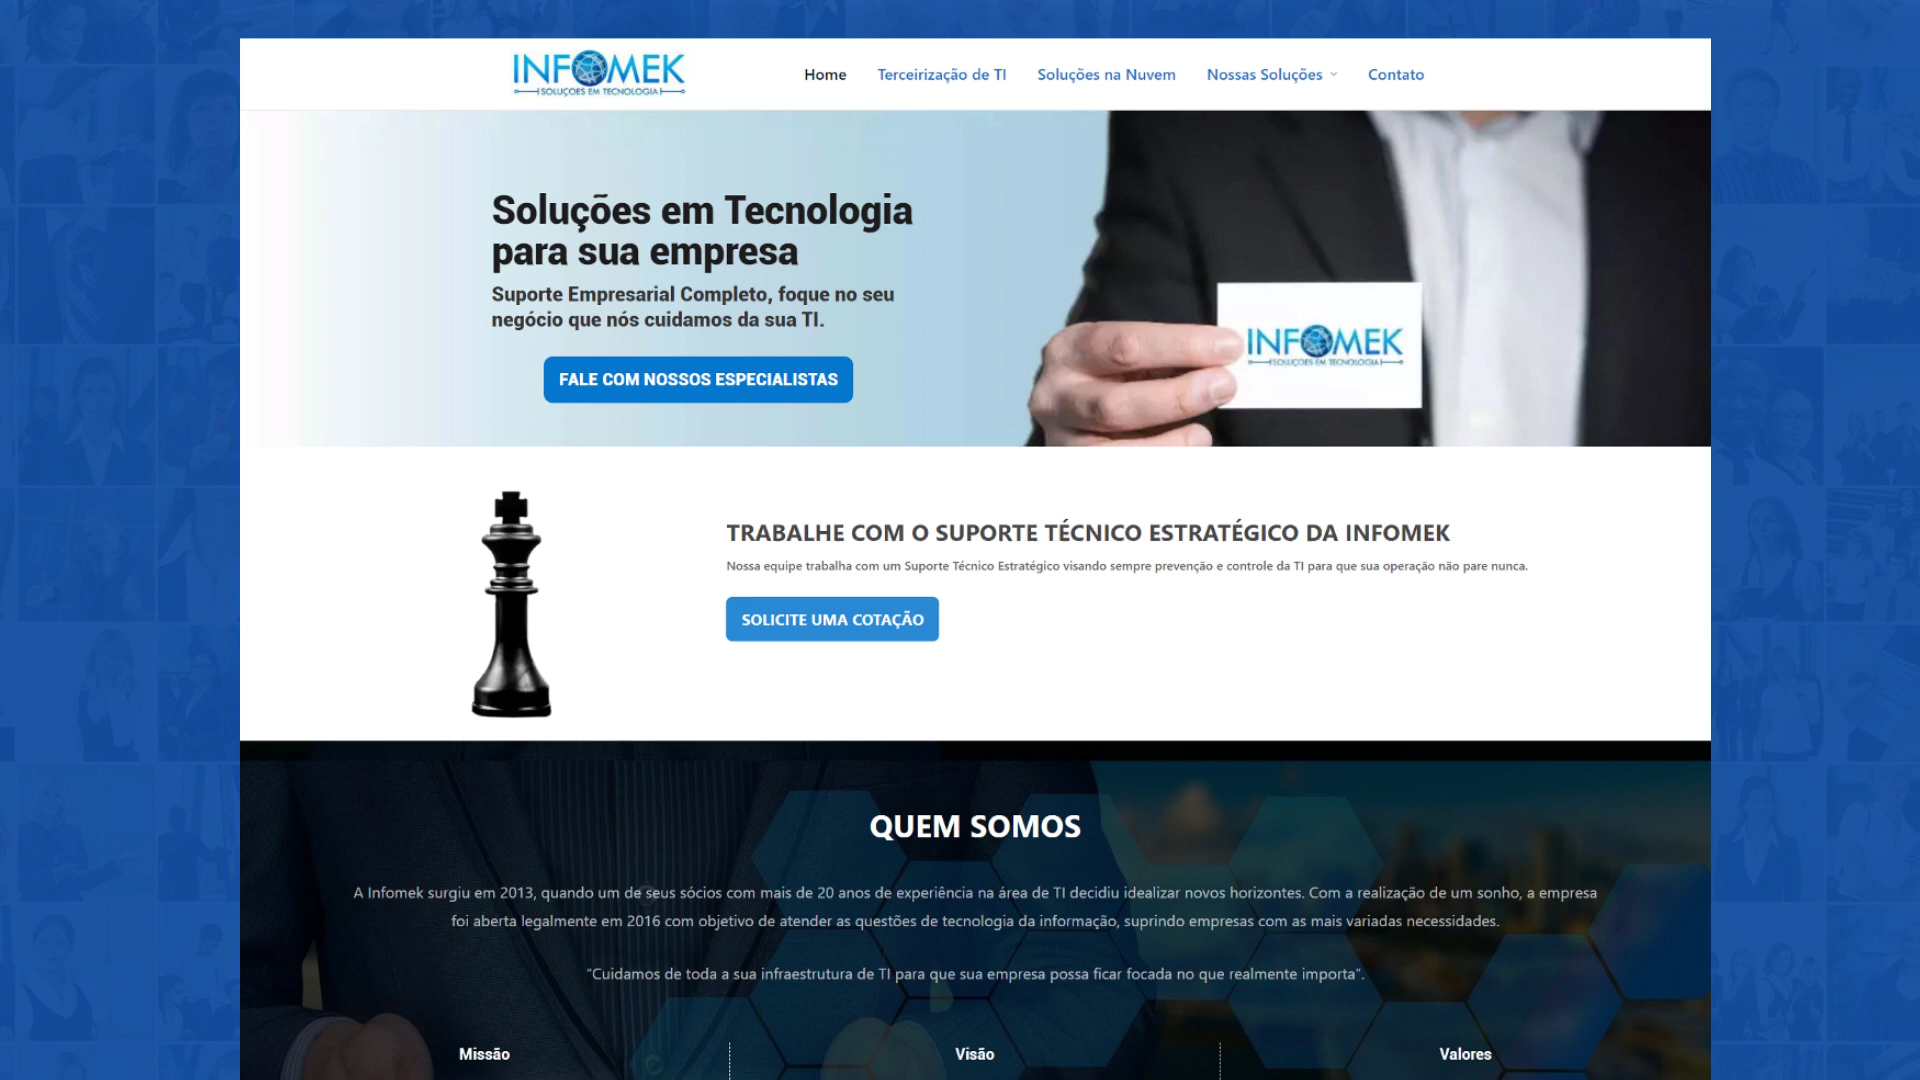 INFOMEK
SOLUÇOES EM TECNOLOGIA
Home
Terceirização de TI
Soluções na Nuvem
Nossas Soluções
Contato
Soluções em Tecnologia
para sua empresa
Suporte Empresarial Completo, foque no seu
negócio que nós cuidamos da sua TI.
FALE COM NOSSOS ESPECIALISTAS
INFOMEK
SOLUÇOES EM TECNOLOGIA
TRABALHE COM O SUPORTE TÉCNICO ESTRATÉGICO DA INFOMEK
Nossa equipe trabalha com um Suporte Técnico Estratégico visando sempre prevenção e controle da TI para que sua operação não pare nunca.
SOLICITE UMA COTAÇÃO
QUEM SOMOS
A Infomek surgiu em 2013, quando um de seus sócios com mais de 20 anos de experiência na área de TI decidiu idealizar novos horizontes. Com a realização de um sonho, a empresa
foi aberta legalmente em 2016 com objetivo de atender as questões de tecnologia da informação, suprindo empresas com as mais variadas necessidades.
"Cuidamos de toda a sua infraestrutura de TI para que sua empresa possa ficar focada no que realmente importa".
Missão
Visão
Valores